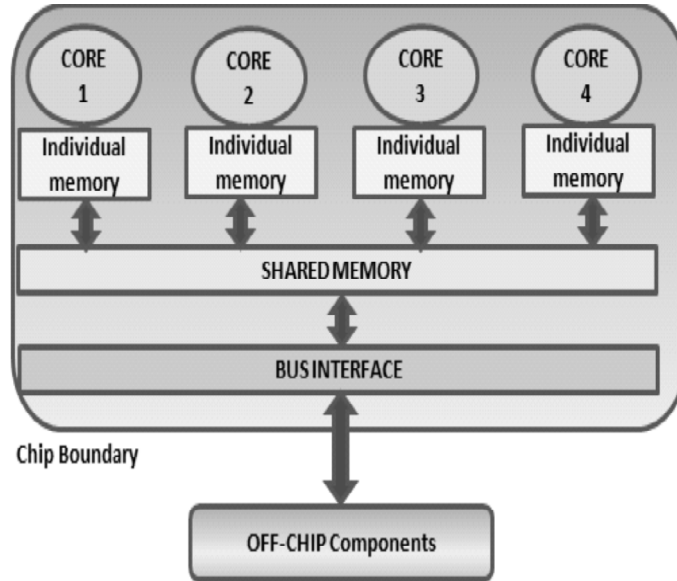 CORE
1
CORE
2
CORE
3
CORE
4
Individual
memory
Individual
memory
Individual
memory
Individual
memory
SHARED MEMORY
BUS INTERFACE
Chip Boundary
OFF-CHIP Components